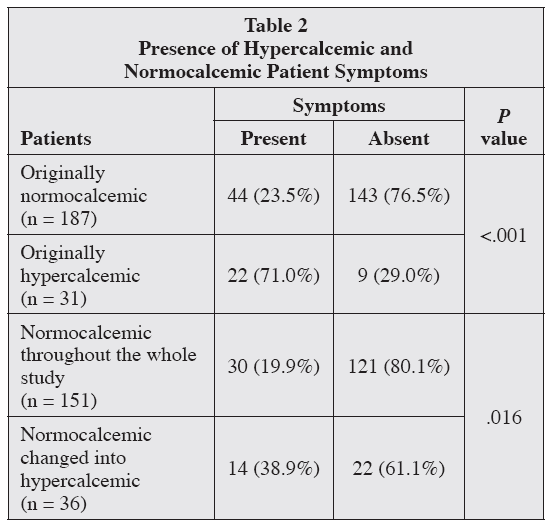 Table 2
Presence of Hypercalcemic and
Normocalcemic Patient Symptoms
Patients
Symptoms
Present
Absent
P
value
Originally
normocalcemic
(n = 187)
44 (23.5%)
143 (76.5%)
<.001
Originally
hypercalcemic
(n = 31)
22 (71.0%)
9 (29.0%)
Normocalcemic
throughout the whole
study
(n = 151)
30 (19.9%)
121 (80.1%)
.016
Normocalcemic
changed into
hypercalcemic
(n = 36)
14 (38.9%)
22 (61.1%)